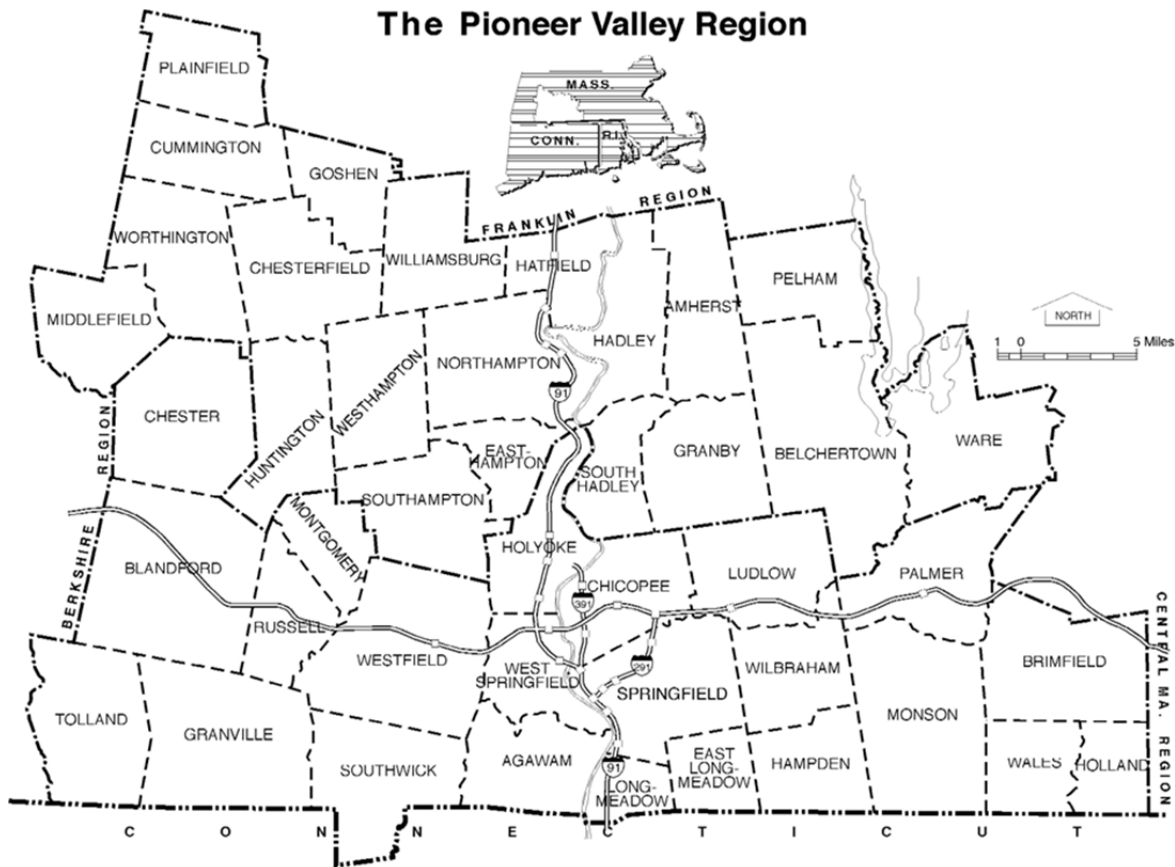 The Pioneer Valley Region
PLAINFIELD
MASS.
CONN.
R.I.
CUMMINGTON
GOSHEN
FRANKLIN REGION
WORTHINGTON
CHESTERFIELD
WILLIAMSBURG
HATFIELD
PELHAM
MIDDLEFIELD
AMHERST
NORTH
1 0 5 Miles
HADLEY
NORTHAMPTON
WESTHAMPTON
91
CHESTER
HUNTINGTON
EAST-
HAMPTON
SOUTH
HADLEY
GRANBY
BELCHERTOWN
WARE
BERKSHIRE REGION
SOUTHAMPTON
MONTGOMERY
HOLYOKE
BLANDFORD
CHICOPEE
LUDLOW
PALMER
391
RUSSELL
WESTFIELD
WEST
SPRINGFIELD
291
SPRINGFIELD
WILBRAHAM
BRIMFIELD
CENTRAL MA. REGION
TOLLAND
GRANVILLE
MONSON
SOUTHWICK
AGAWAM
91
LONG-
MEADOW
EAST
LONG-
MEADOW
HAMPDEN
WALES
HOLLAND
CONNECTICUT